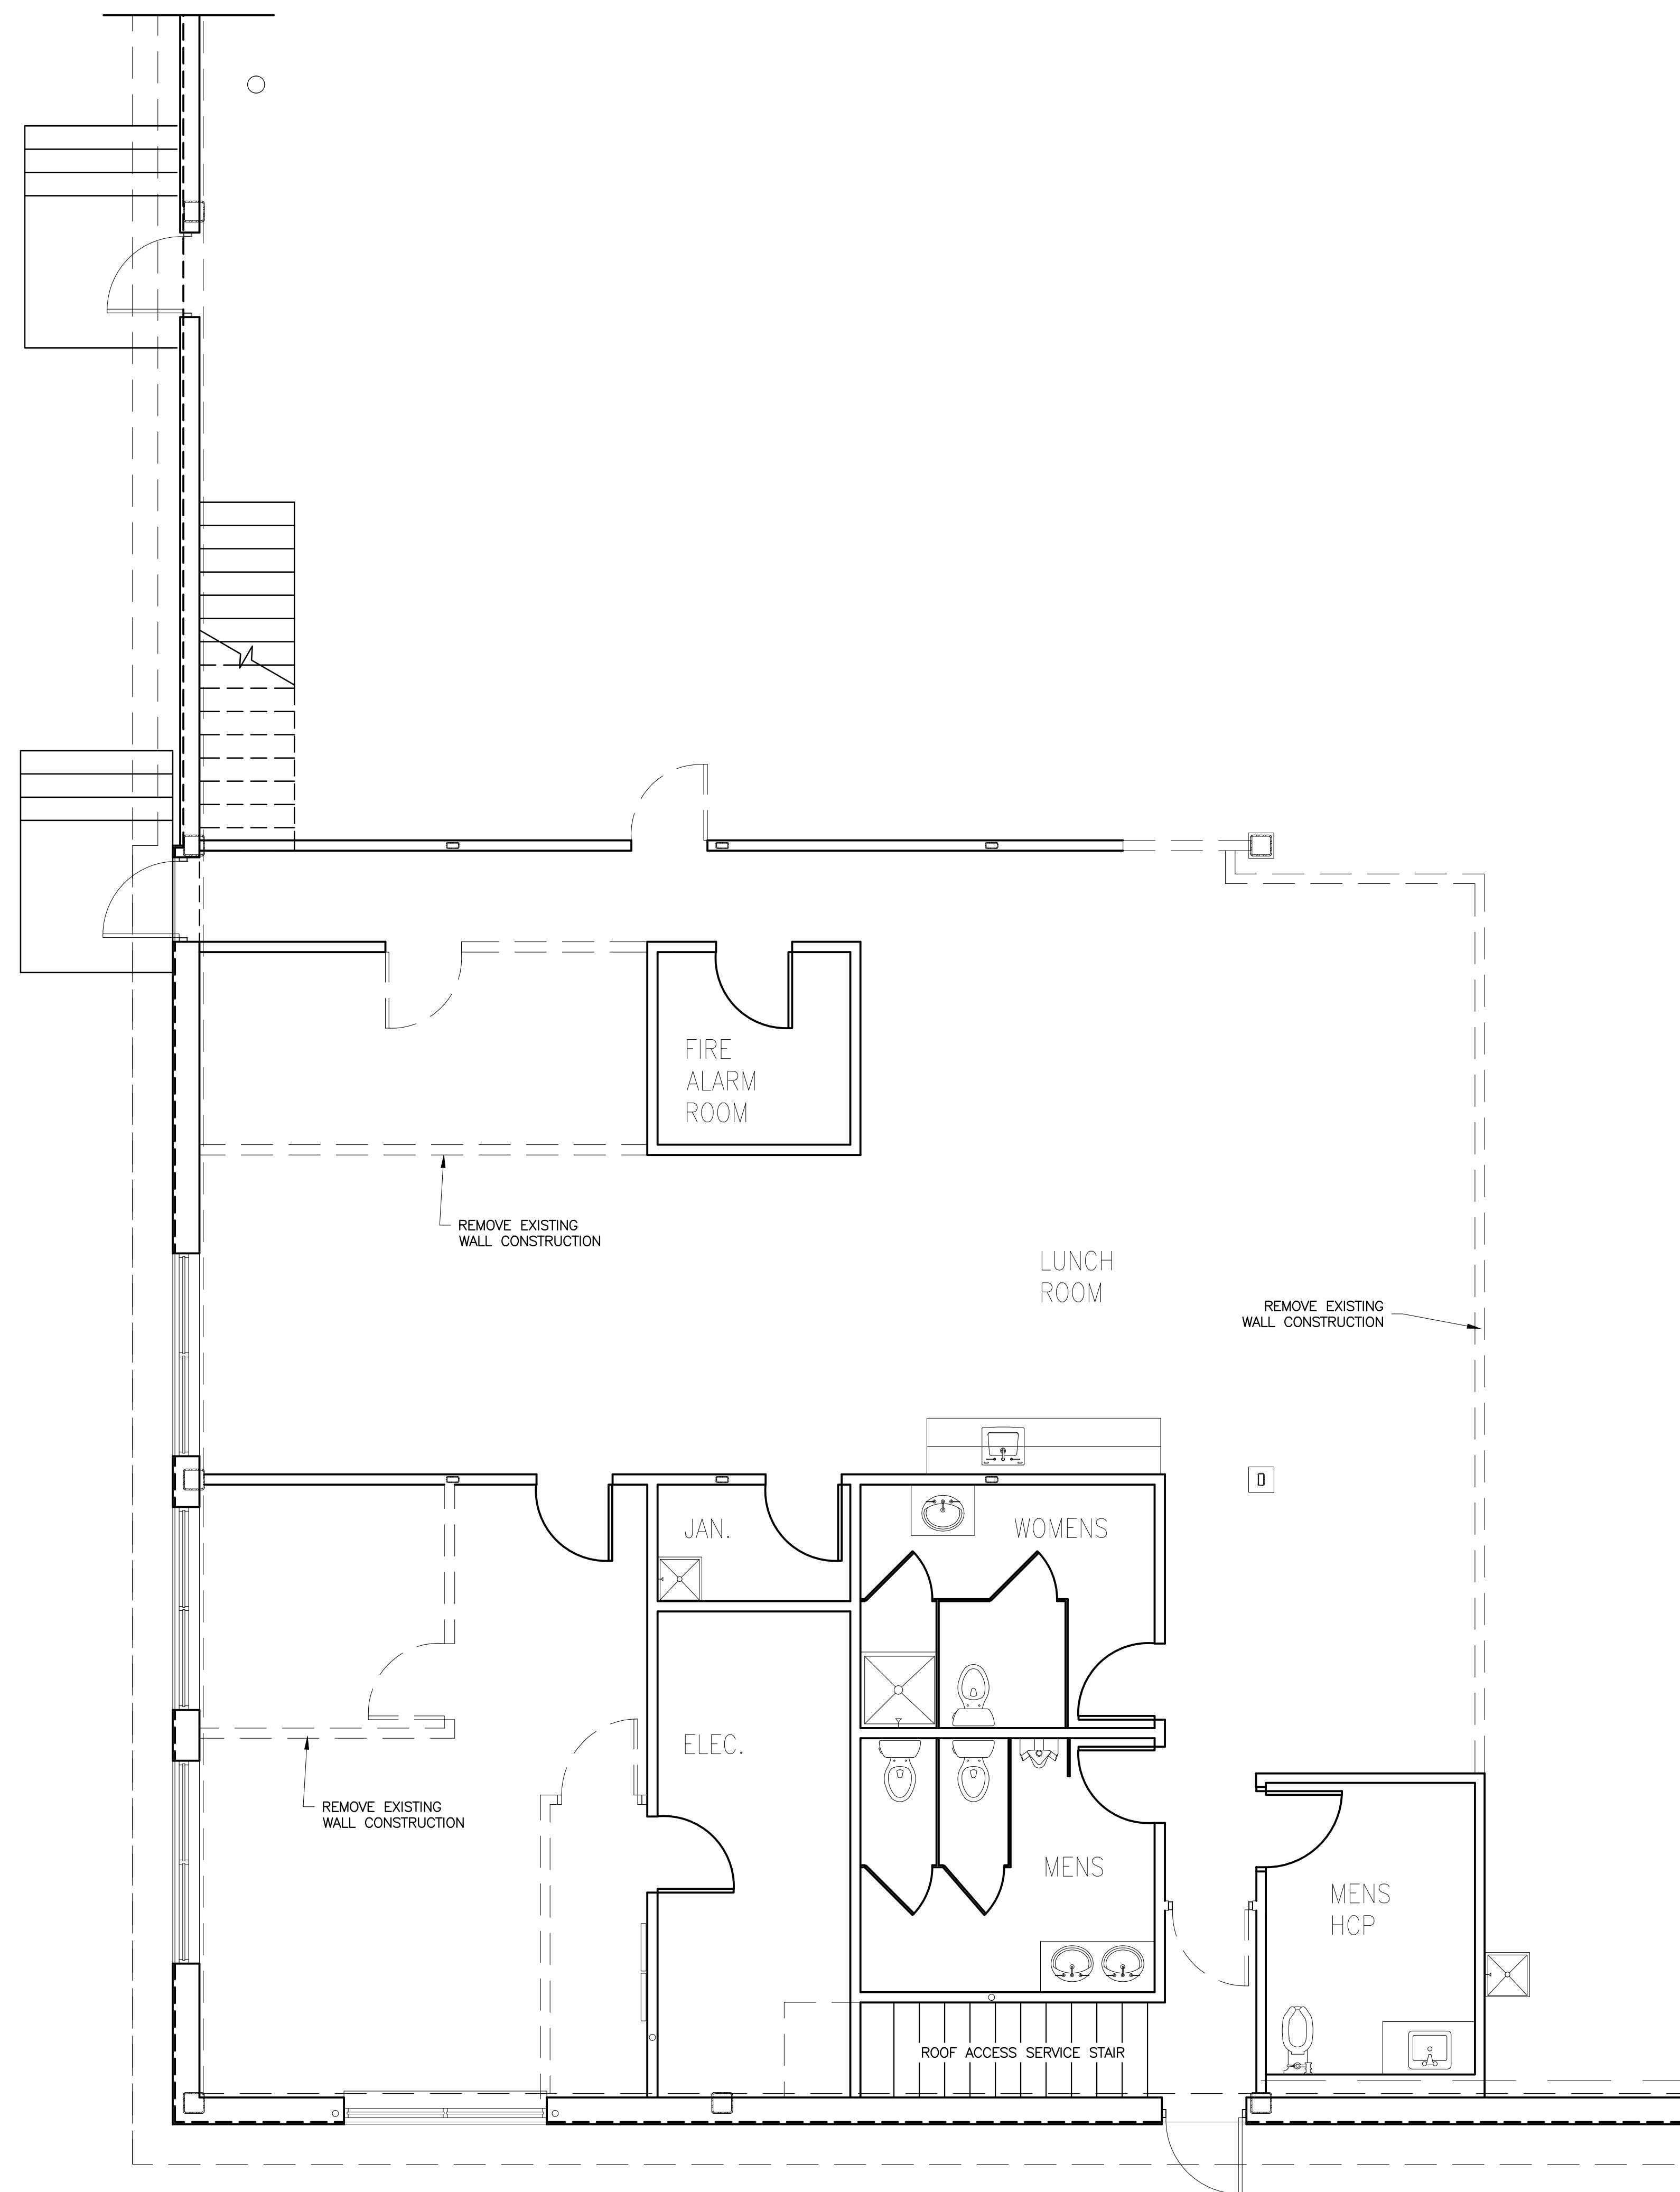 FIRE
ALARM
ROOM
REMOVE EXISTING
WALL CONSTRUCTION
LUNCH
ROOM
REMOVE EXISTING
WALL CONSTRUCTION
JAN.
WOMENS
ELEC.
REMOVE EXISTING
WALL CONSTRUCTION
MENS
MENS
HCP
ROOF ACCESS SERVICE STAIR